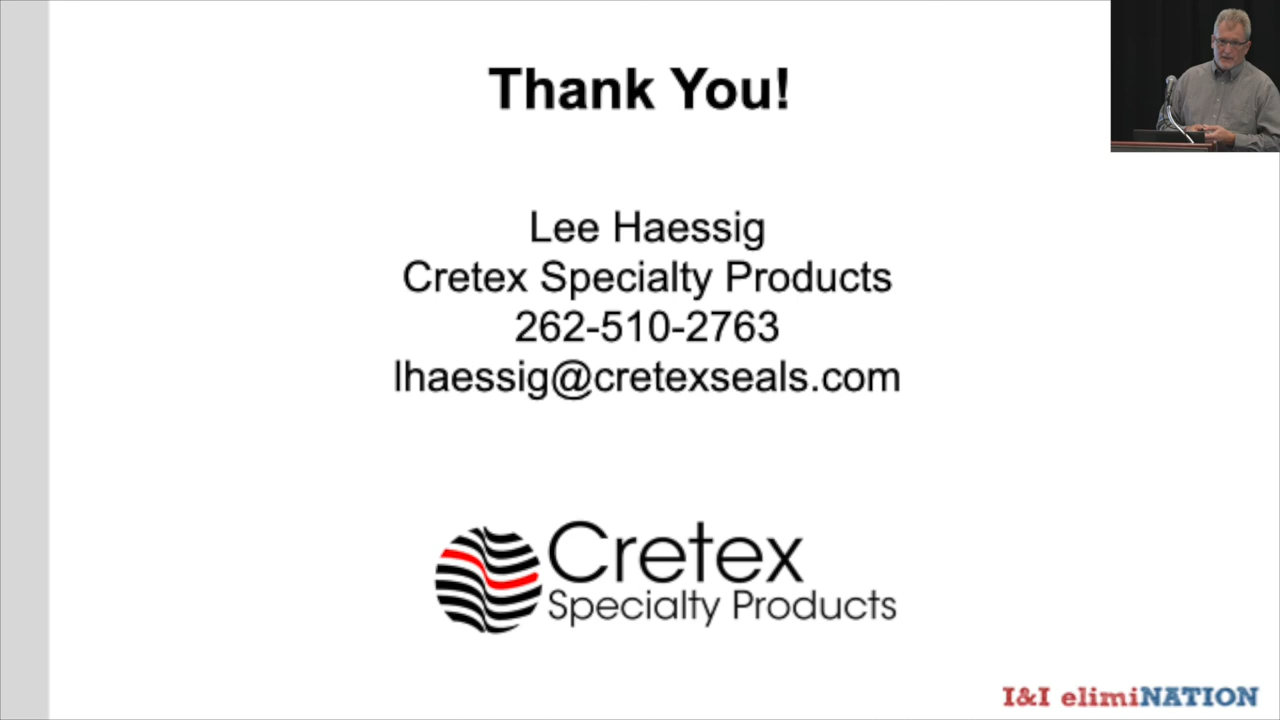 Thank You!
Lee Haessig
Cretex Specialty Products
262-510-2763
lhaessig@cretexseals.com
Cretex
Specialty Products
I&I elimiNATION